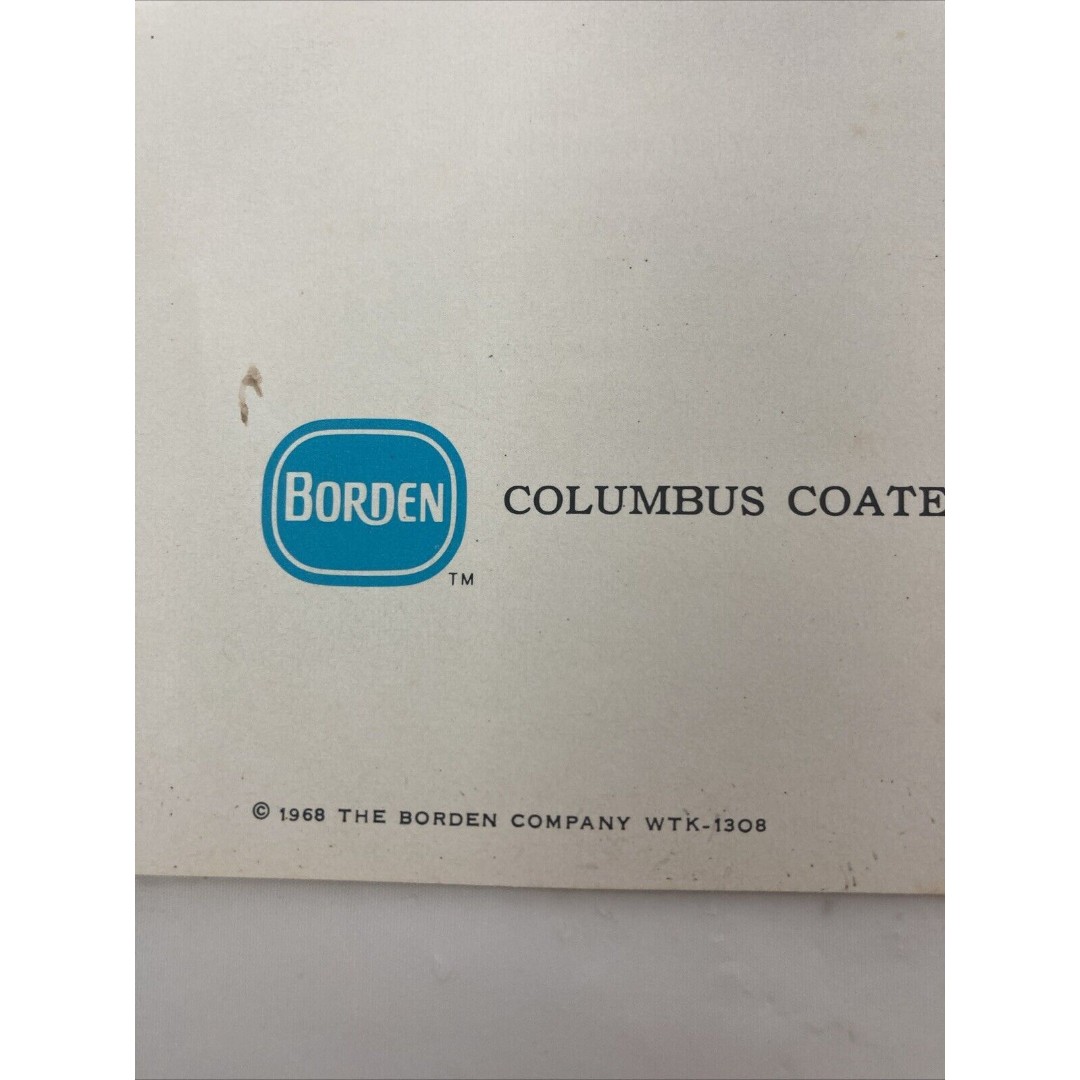 BORDEN
TM
COLUMBUS COATE
© 1968 THE BORDEN COMPANY WTK-1308